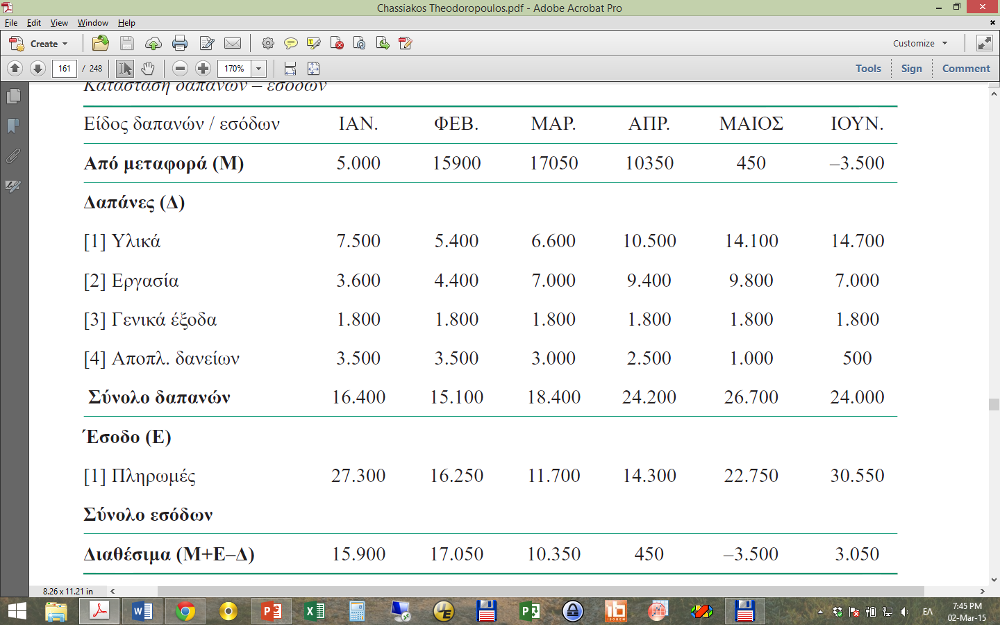 Chassiakos Theodoropoulos.pdf - Adobe Acrobat Pro
File Edit View Window Help
Create Customize
161 / 248 170% Tools Sign Comment
Κατάσταση δαπανών – εσόδων
Είδος δαπανών / εσόδων ΙΑΝ. ΦΕΒ. ΜΑΡ. ΑΠΡ. ΜΑΙΟΣ ΙΟΥΝ.
Από μεταφορά (Μ) 5.000 15900 17050 10350 450 –3.500
Δαπάνες (Δ)
[1] Υλικά 7.500 5.400 6.600 10.500 14.100 14.700
[2] Εργασία 3.600 4.400 7.000 9.400 9.800 7.000
[3] Γενικά έξοδα 1.800 1.800 1.800 1.800 1.800 1.800
[4] Αποπλ. δανείων 3.500 3.500 3.000 2.500 1.000 500
Σύνολο δαπανών 16.400 15.100 18.400 24.200 26.700 24.000
Έσοδο (Ε)
[1] Πληρωμές 27.300 16.250 11.700 14.300 22.750 30.550
Σύνολο εσόδων
Διαθέσιμα (Μ+Ε–Δ) 15.900 17.050 10.350 450 –3.500 3.050
8.26 x 11.21 in
ΕΛ 7:45 PM
02-Mar-15